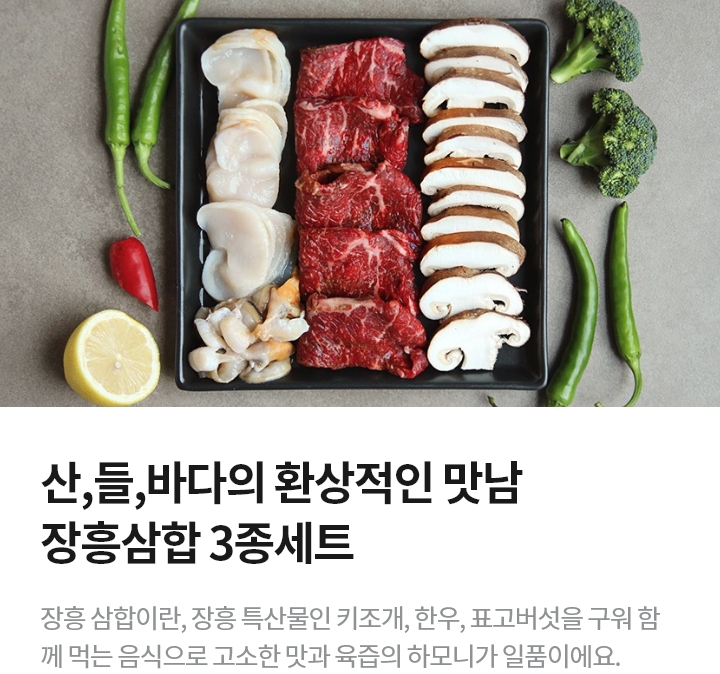 산,들,바다의 환상적인 맛남
장흥삼합 3종세트
장흥 삼합이란, 장흥 특산물인 키조개, 한우, 표고버섯을 구워 함
께 먹는 음식으로 고소한 맛과 육즙의 하모니가 일품이에요.